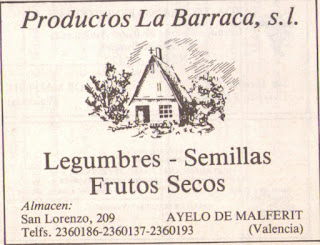 Productos La Barraca, s.l.
Legumbres - Semillas
Frutos Secos
Almacen:
San Lorenzo, 209 AYELO DE MALFERIT
Telfs. 2360186-2360137-2360193 (Valencia)